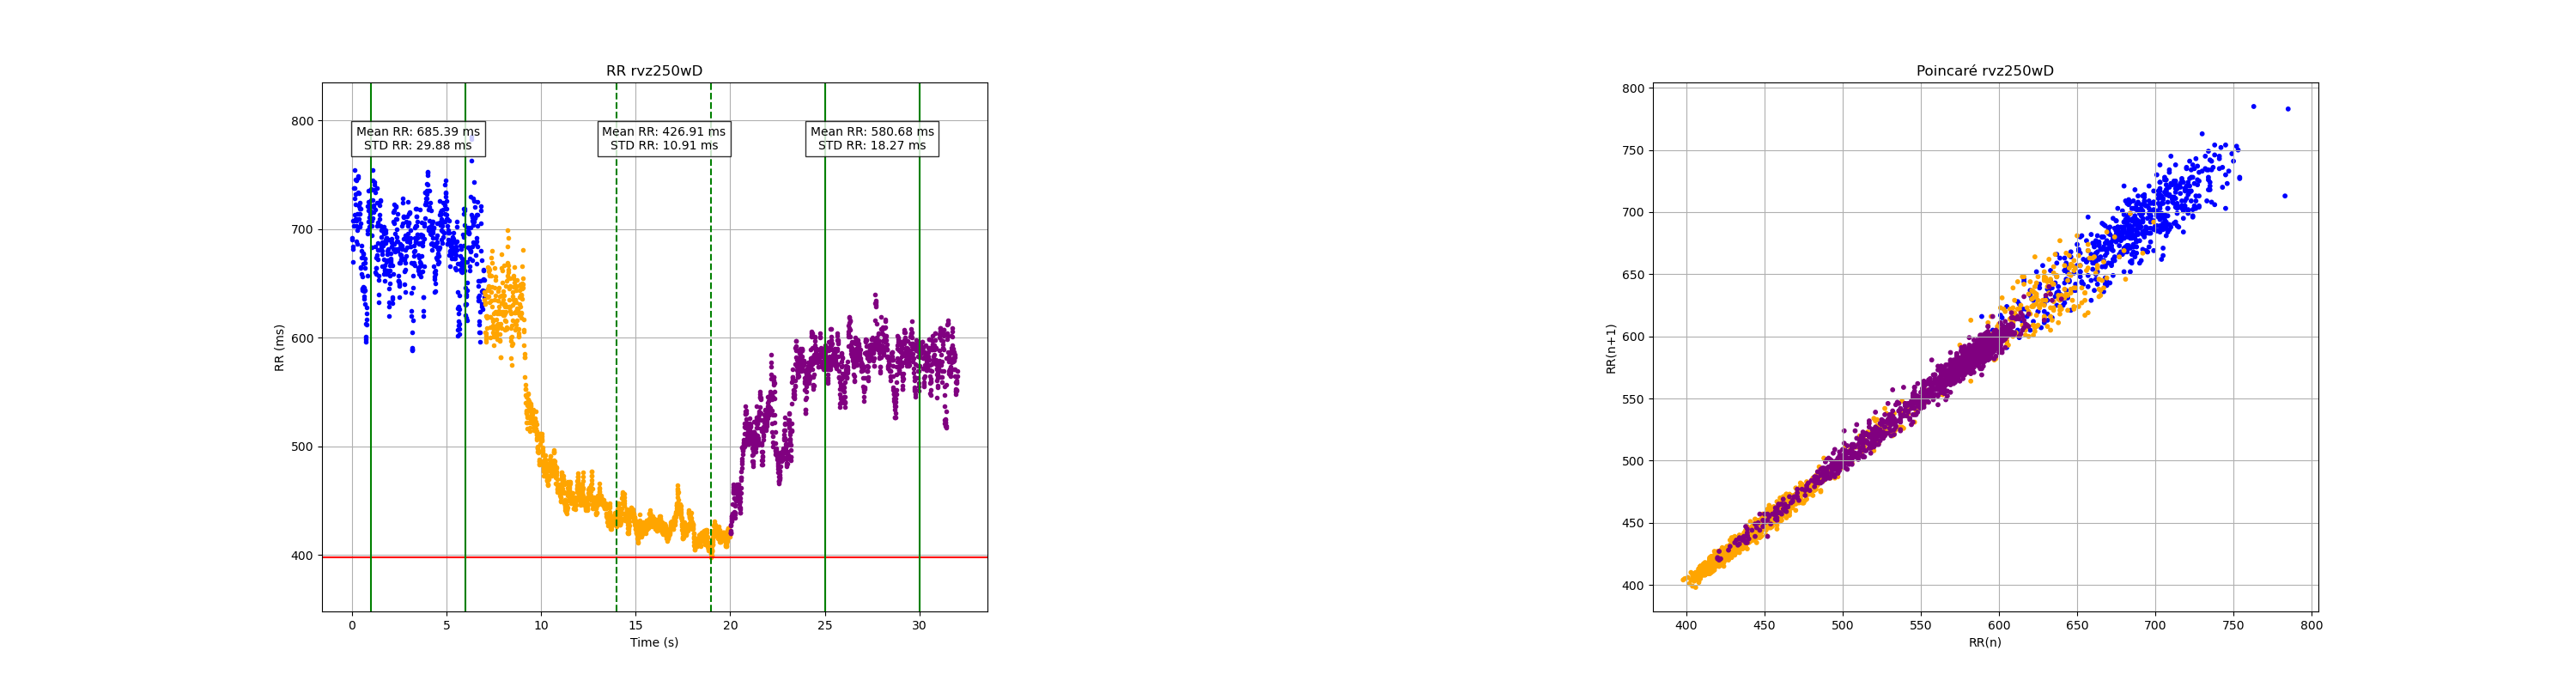 RR rvz250wD
800
700
600
500
400
RR (ms)
Mean RR: 685.39 ms
STD RR: 29.88 ms
Mean RR: 426.91 ms
STD RR: 10.91 ms
Mean RR: 580.68 ms
STD RR: 18.27 ms
0 5 10 15 20 25 30
Time (s)
Poincaré rvz250wD
800
750
700
650
600
550
500
450
400
RR(n+1)
400 450 500 550 600 650 700 750 800
RR(n)